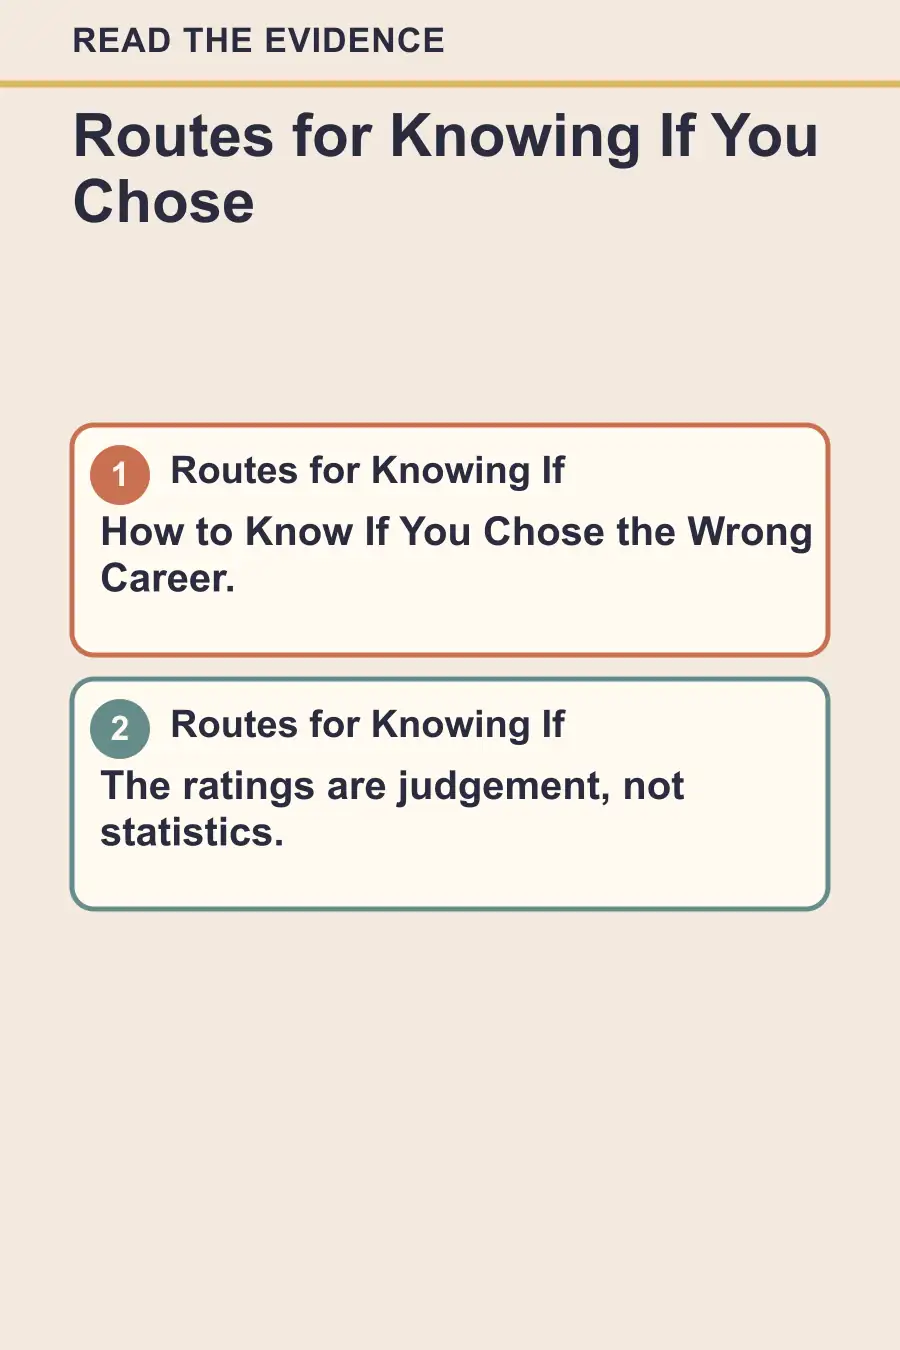 READ THE EVIDENCE
Routes for Knowing If You
Chose
1
Routes for Knowing If
How to Know If You Chose the Wrong
Career.
2
Routes for Knowing If
The ratings are judgement, not
statistics.